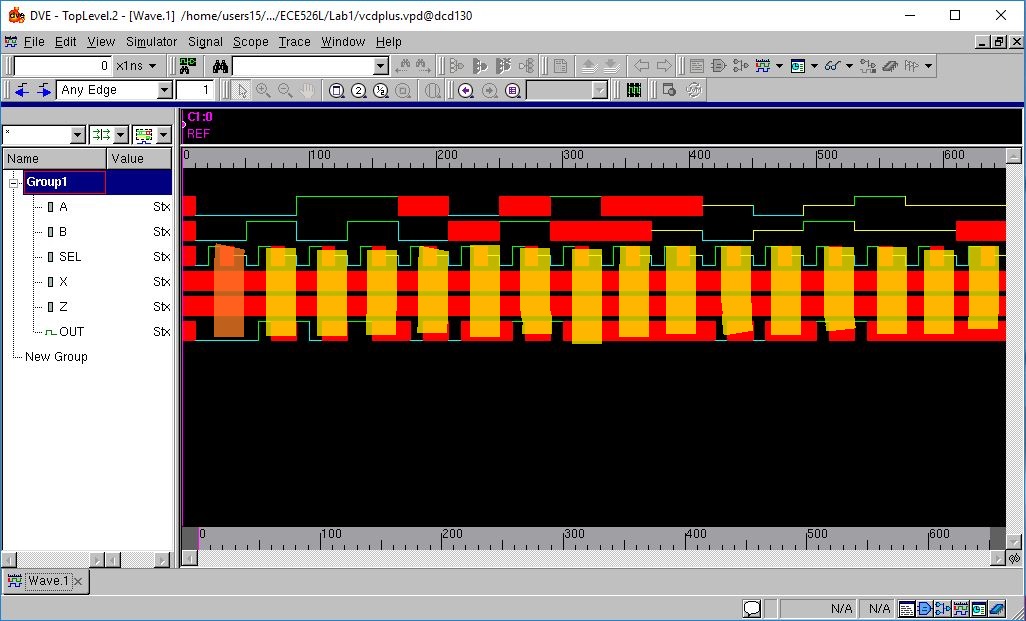 DVE - TopLevel.2 - [Wave.1] /home/users15/.../ECE526L/Lab1/vcdplus.vpd@dcd130
File Edit View Simulator Signal Scope Trace Window Help
0 x1ns
Any Edge 1
C1:0
REF
*
Name Value
0 100 200 300 400 500 600
Group1
A Stx
B Stx
SEL Stx
X Stx
Z Stx
OUT Stx
New Group
0 100 200 300 400 500 600
Wave.1
N/A N/A